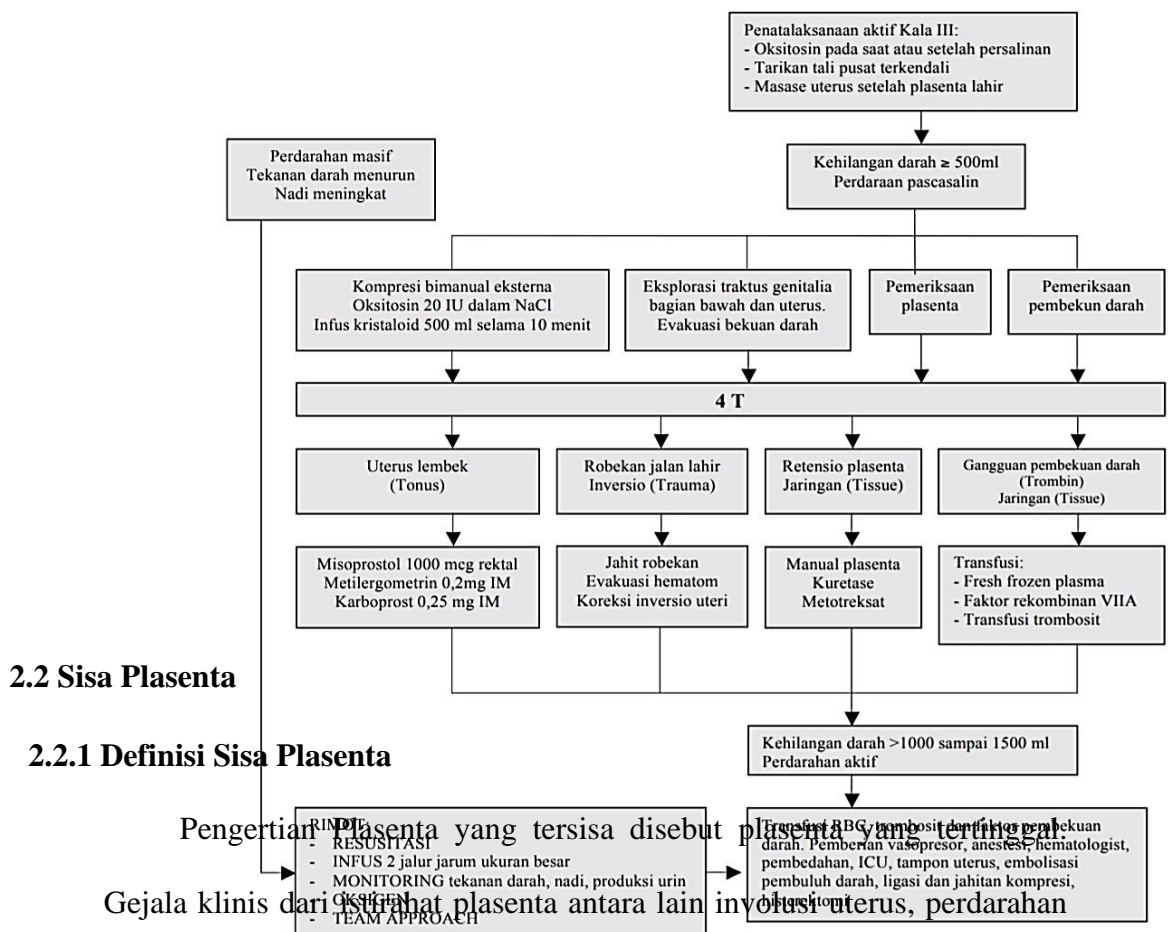 Penatalaksanaan aktif Kala III:
- Oksitosin pada saat atau setelah persalinan
- Tarikan tali pusat terkendali
- Masase uterus setelah plasenta lahir
Perdarahan masif
Tekanan darah menurun
Nadi meningkat
Kehilangan darah ≥ 500ml
Perdaraan pascasalin
Kompresi bimanual eksterna
Oksitosin 20 IU dalam NaCl
Infus kristaloid 500 ml selama 10 menit
Eksplorasi traktus genitalia
bagian bawah dan uterus.
Evakuasi bekuan darah
Pemeriksaan
plasenta
Pemeriksaan
pembekun darah
4 T
Uterus lembek
(Tonus)
Robekan jalan lahir
Inversio (Trauma)
Retensio plasenta
Jaringan (Tissue)
Gangguan pembekuan darah
(Trombin)
Jaringan (Tissue)
Misoprostol 1000 mcg rektal
Metilergometrin 0,2mg IM
Karboprost 0,25 mg IM
Jahit robekan
Evakuasi hematom
Koreksi inversio uteri
Manual plasenta
Kuretase
Metotreksat
Transfusi:
- Fresh frozen plasma
- Faktor rekombinan VIIA
- Transfusi trombosit
2.2 Sisa Plasenta
2.2.1 Definisi Sisa Plasenta
Kehilangan darah >1000 sampai 1500 ml
Perdarahan aktif
Pengertian Plasenta yang tersisa disebut plasenta yang tertinggal.
Gejala klinis dari istirahat plasenta antara lain involusi uterus, perdarahan
- RESUSITASI
- INFUS 2 jalur jarum ukuran besar
- MONITORING tekanan darah, nadi, produksi urin
- OKSIGEN
- TEAM APPROACH
Transfusi RBC, trombosit dan faktor pembekuan
darah. Pemberian vasopresor, anestesi, hematologist,
pembedahan, ICU, tampon uterus, embolisasi
pembuluh darah, ligasi dan jahitan kompresi,
histerektomi